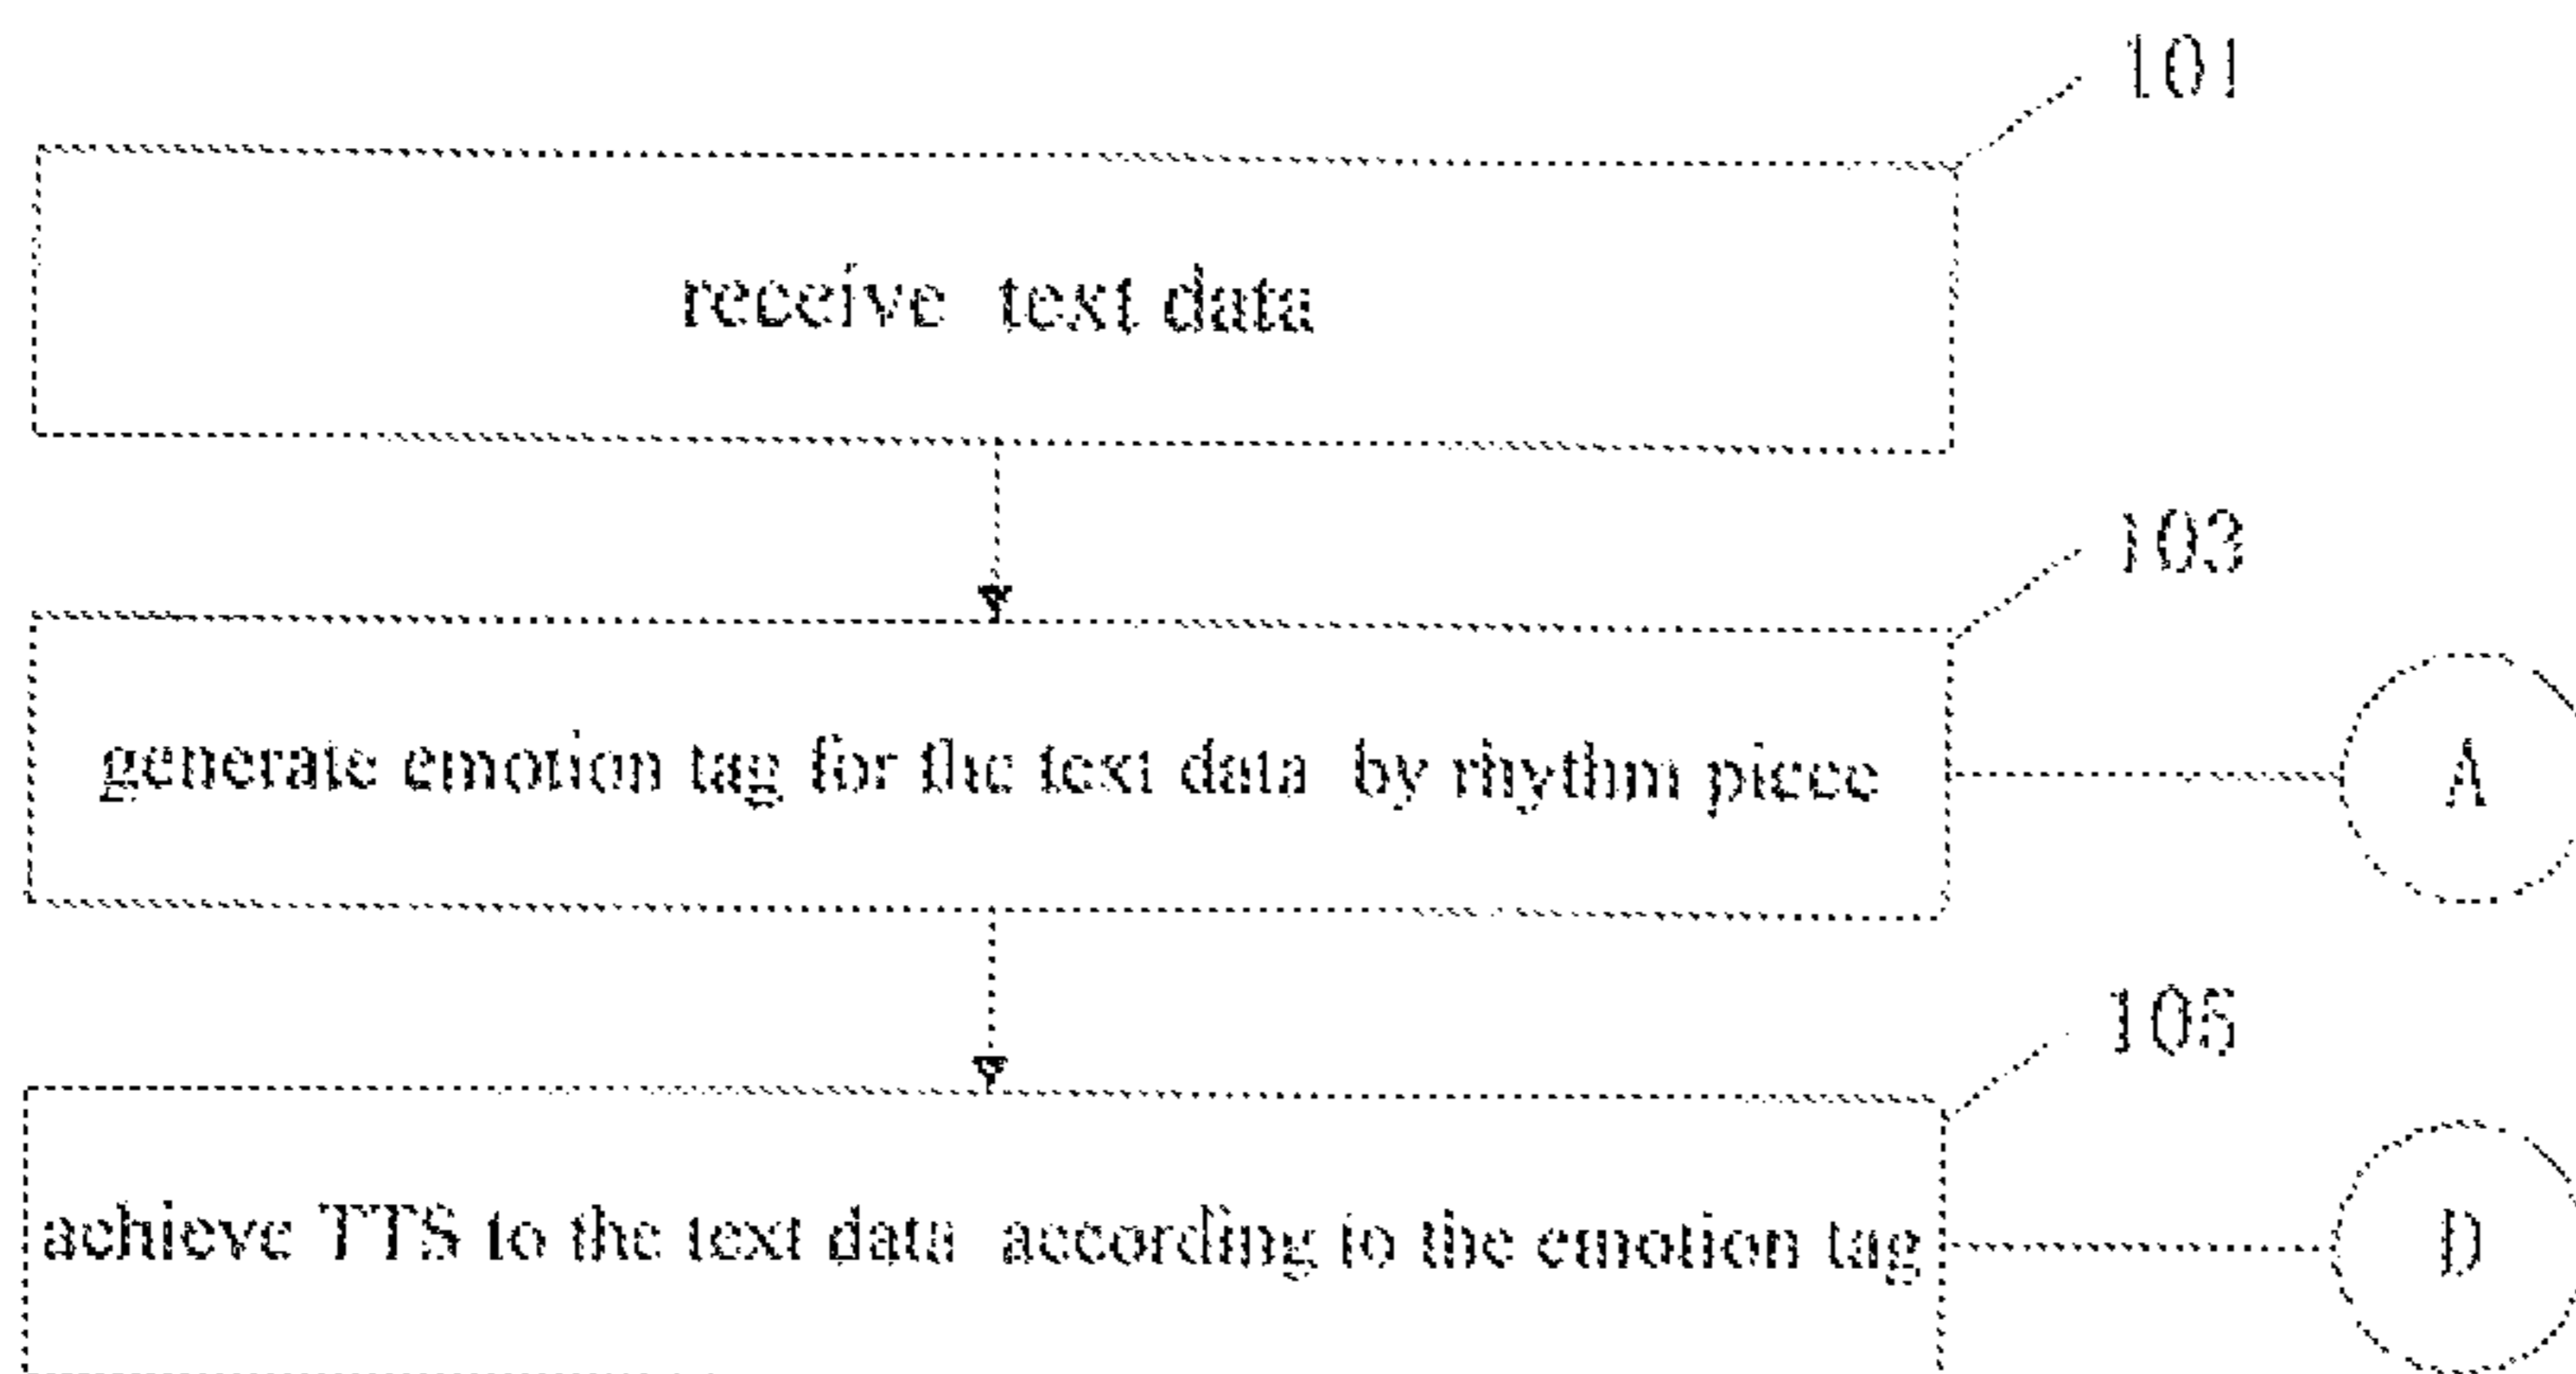 101
receive text data
103
generate emotion tag for the text data by rhythm piece
A
105
achieve TTS to the text data according to the emotion tag
D